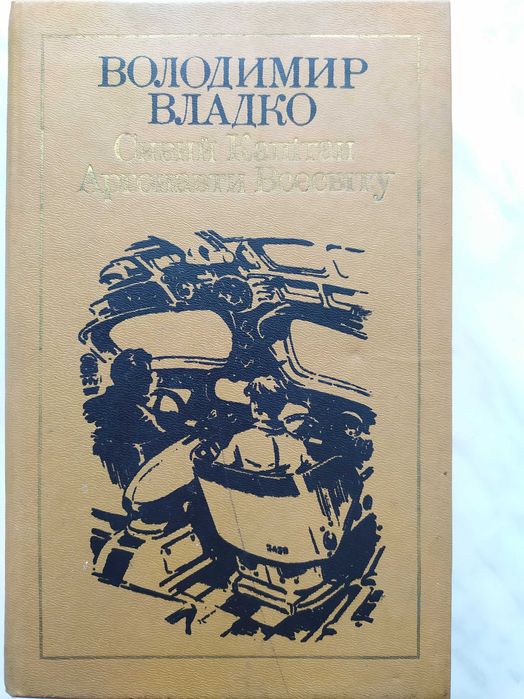 ВОЛОДИМИР
ВЛАДКО
Сивий Капітан
Аргонавти Всесвіту